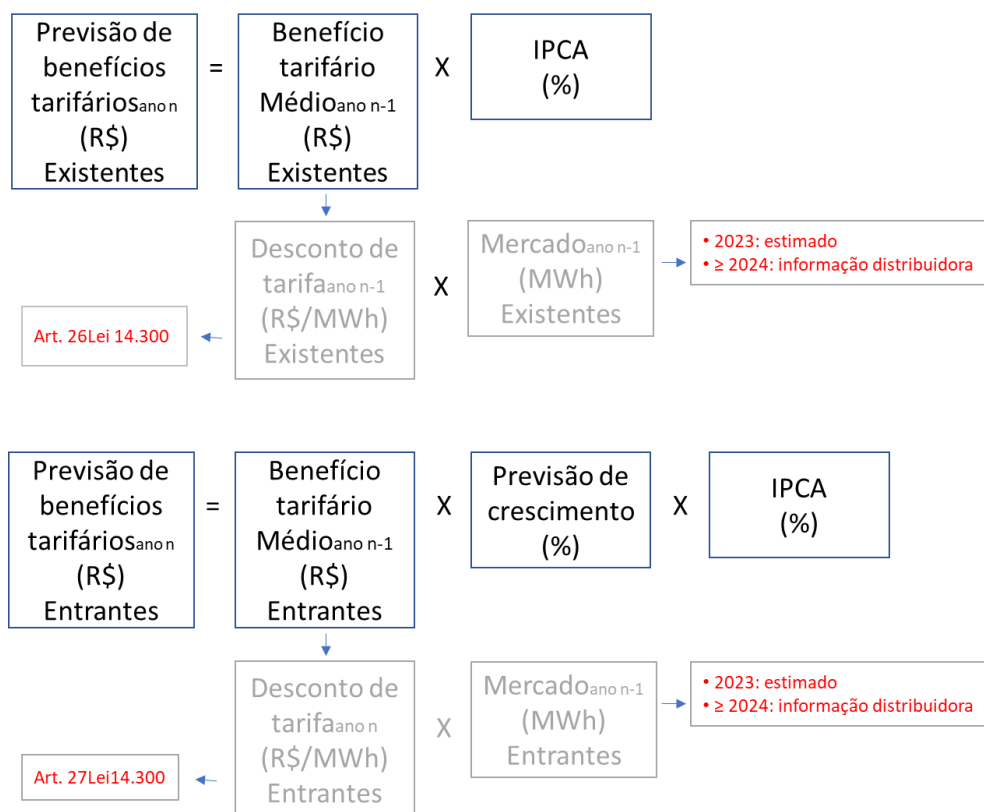 Previsão de
benefícios
tarifáriosano n
(R$)
Existentes
=
Benefício
tarifário
Médioano n-1
(R$)
Existentes
X
IPCA
(%)
Desconto de
tarifaano n-1
(R$/MWh)
Existentes
X
Mercadoano n-1
(MWh)
Existentes
• 2023: estimado
• ≥ 2024: informação distribuidora
Art. 26Lei 14.300
Previsão de
benefícios
tarifáriosano n
(R$)
Entrantes
=
Benefício
tarifário
Médioano n-1
(R$)
Entrantes
X
Previsão de
crescimento
(%)
X
IPCA
(%)
Desconto de
tarifaano n
(R$/MWh)
Entrantes
X
Mercadoano n-1
(MWh)
Entrantes
• 2023: estimado
• ≥ 2024: informação distribuidora
Art. 27Lei14.300